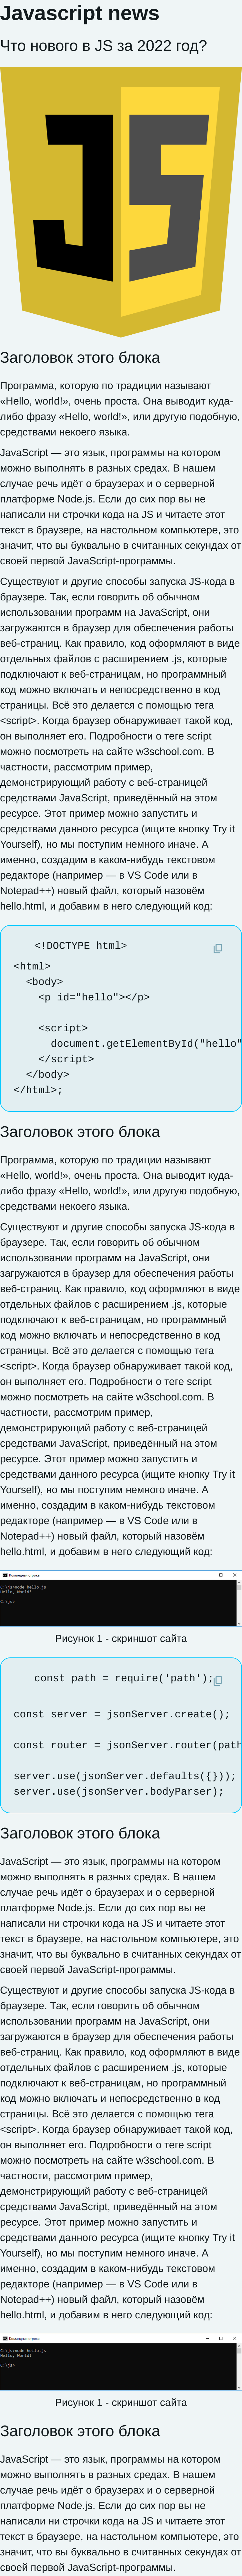 Javascript news
Что нового в JS за 2022 год?
JS
Заголовок этого блока
Программа, которую по традиции называют
«Hello, world!», очень проста. Она выводит куда-
либо фразу «Hello, world!», или другую подобную,
средствами некоего языка.
JavaScript — это язык, программы на котором
можно выполнять в разных средах. В нашем
случае речь идёт о браузерах и о серверной
платформе Node.js. Если до сих пор вы не
написали ни строчки кода на JS и читаете этот
текст в браузере, на настольном компьютере, это
значит, что вы буквально в считанных секундах от
своей первой JavaScript-программы.
Существуют и другие способы запуска JS-кода в
браузере. Так, если говорить об обычном
использовании программ на JavaScript, они
загружаются в браузер для обеспечения работы
веб-страниц. Как правило, код оформляют в виде
отдельных файлов с расширением .js, которые
подключают к веб-страницам, но программный
код можно включать и непосредственно в код
страницы. Всё это делается с помощью тега
<script>. Когда браузер обнаруживает такой код,
он выполняет его. Подробности о теге script
можно посмотреть на сайте w3school.com. В
частности, рассмотрим пример,
демонстрирующий работу с веб-страницей
средствами JavaScript, приведённый на этом
ресурсе. Этот пример можно запустить и
средствами данного ресурса (ищите кнопку Try it
Yourself), но мы поступим немного иначе. А
именно, создадим в каком-нибудь текстовом
редакторе (например — в VS Code или в
Notepad++) новый файл, который назовём
hello.html, и добавим в него следующий код:
<!DOCTYPE html>
<html>
<body>
<p id="hello"></p>
<script>
document.getElementById("hello"
</script>
</body>
</html>;
Заголовок этого блока
Программа, которую по традиции называют
«Hello, world!», очень проста. Она выводит куда-
либо фразу «Hello, world!», или другую подобную,
средствами некоего языка.
Существуют и другие способы запуска JS-кода в
браузере. Так, если говорить об обычном
использовании программ на JavaScript, они
загружаются в браузер для обеспечения работы
веб-страниц. Как правило, код оформляют в виде
отдельных файлов с расширением .js, которые
подключают к веб-страницам, но программный
код можно включать и непосредственно в код
страницы. Всё это делается с помощью тега
<script>. Когда браузер обнаруживает такой код,
он выполняет его. Подробности о теге script
можно посмотреть на сайте w3school.com. В
частности, рассмотрим пример,
демонстрирующий работу с веб-страницей
средствами JavaScript, приведённый на этом
ресурсе. Этот пример можно запустить и
средствами данного ресурса (ищите кнопку Try it
Yourself), но мы поступим немного иначе. А
именно, создадим в каком-нибудь текстовом
редакторе (например — в VS Code или в
Notepad++) новый файл, который назовём
hello.html, и добавим в него следующий код:
Командная строка
C:\js>node hello.js
Hello, World!
C:\js>
Рисунок 1 - скриншот сайта
const path = require('path');
const server = jsonServer.create();
const router = jsonServer.router(path
server.use(jsonServer.defaults({}));
server.use(jsonServer.bodyParser);
Заголовок этого блока
JavaScript — это язык, программы на котором
можно выполнять в разных средах. В нашем
случае речь идёт о браузерах и о серверной
платформе Node.js. Если до сих пор вы не
написали ни строчки кода на JS и читаете этот
текст в браузере, на настольном компьютере, это
значит, что вы буквально в считанных секундах от
своей первой JavaScript-программы.
Существуют и другие способы запуска JS-кода в
браузере. Так, если говорить об обычном
использовании программ на JavaScript, они
загружаются в браузер для обеспечения работы
веб-страниц. Как правило, код оформляют в виде
отдельных файлов с расширением .js, которые
подключают к веб-страницам, но программный
код можно включать и непосредственно в код
страницы. Всё это делается с помощью тега
<script>. Когда браузер обнаруживает такой код,
он выполняет его. Подробности о теге script
можно посмотреть на сайте w3school.com. В
частности, рассмотрим пример,
демонстрирующий работу с веб-страницей
средствами JavaScript, приведённый на этом
ресурсе. Этот пример можно запустить и
средствами данного ресурса (ищите кнопку Try it
Yourself), но мы поступим немного иначе. А
именно, создадим в каком-нибудь текстовом
редакторе (например — в VS Code или в
Notepad++) новый файл, который назовём
hello.html, и добавим в него следующий код:
Командная строка
C:\js>node hello.js
Hello, World!
C:\js>
Рисунок 1 - скриншот сайта
Заголовок этого блока
JavaScript — это язык, программы на котором
можно выполнять в разных средах. В нашем
случае речь идёт о браузерах и о серверной
платформе Node.js. Если до сих пор вы не
написали ни строчки кода на JS и читаете этот
текст в браузере, на настольном компьютере, это
значит, что вы буквально в считанных секундах от
своей первой JavaScript-программы.